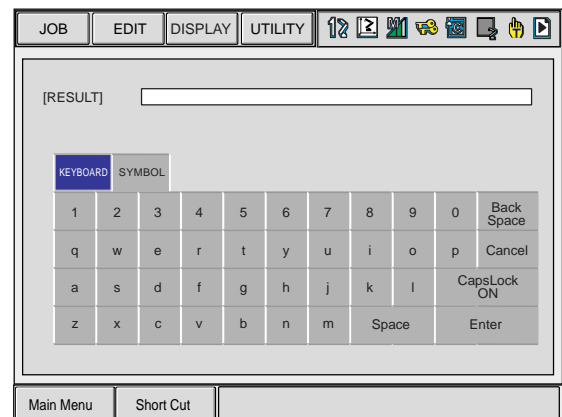 JOB EDIT DISPLAY UTILITY
[RESULT]
KEYBOARD SYMBOL
1 2 3 4 5 6 7 8 9 0 Back Space
q w e r t y u i o p Cancel
a s d f g h j k l CapsLock ON
z x c v b n m Space Enter
Main Menu Short Cut